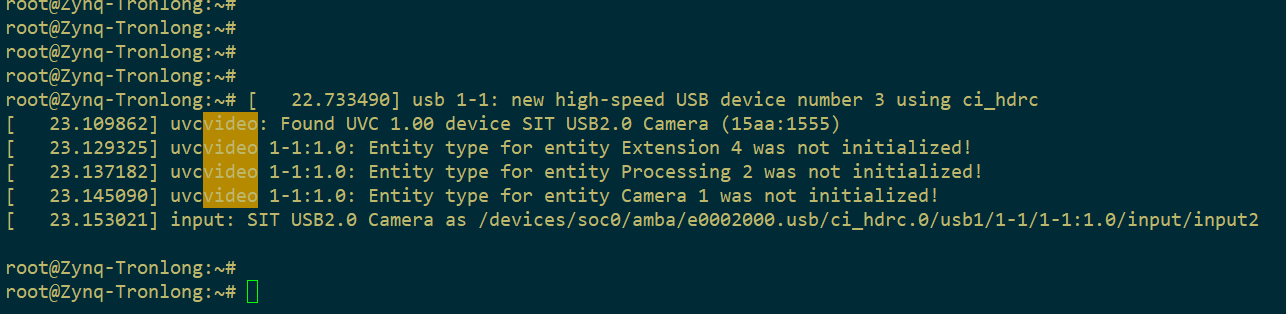 root@Zynq-Tronlong:~#
root@Zynq-Tronlong:~#
root@Zynq-Tronlong:~#
root@Zynq-Tronlong:~#
root@Zynq-Tronlong:~# [   22.733490] usb 1-1: new high-speed USB device number 3 using ci_hdrc
[   23.109862] uvcvideo: Found UVC 1.00 device SIT USB2.0 Camera (15aa:1555)
[   23.129325] uvcvideo 1-1:1.0: Entity type for entity Extension 4 was not initialized!
[   23.137182] uvcvideo 1-1:1.0: Entity type for entity Processing 2 was not initialized!
[   23.145090] uvcvideo 1-1:1.0: Entity type for entity Camera 1 was not initialized!
[   23.153021] input: SIT USB2.0 Camera as /devices/soc0/amba/e0002000.usb/ci_hdrc.0/usb1/1-1/1-1:1.0/input/input2
root@Zynq-Tronlong:~#
root@Zynq-Tronlong:~#